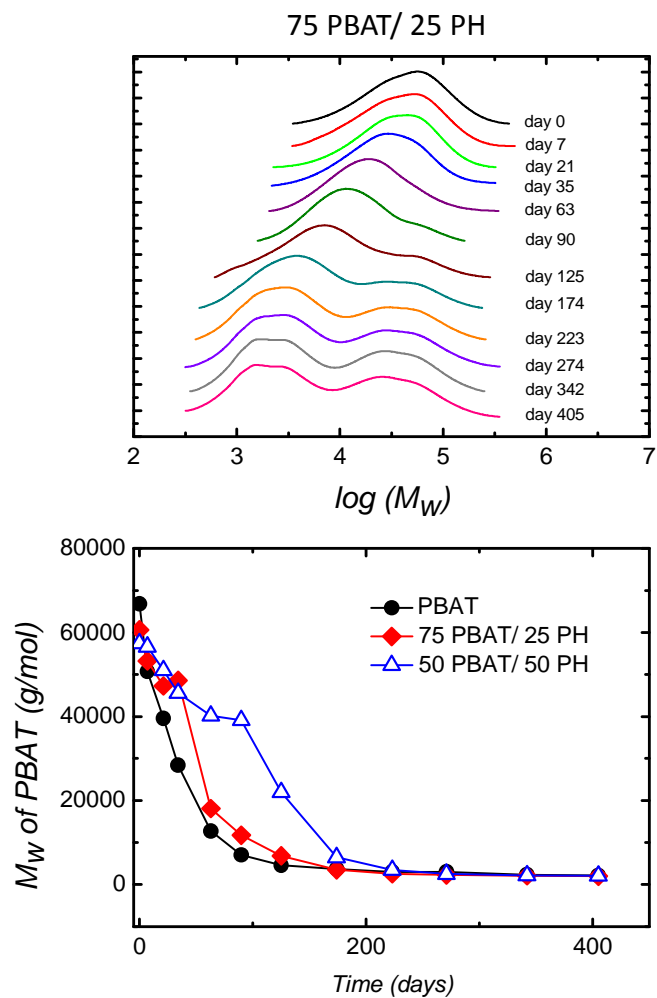 75 PBAT/ 25 PH
day 0
day 7
day 21
day 35
day 63
day 90
day 125
day 174
day 223
day 274
day 342
day 405
2 3 4 5 6 7
log (MW)
80000
60000
40000
20000
0
MW of PBAT (g/mol)
PBAT
75 PBAT/ 25 PH
50 PBAT/ 50 PH
0 200 400
Time (days)